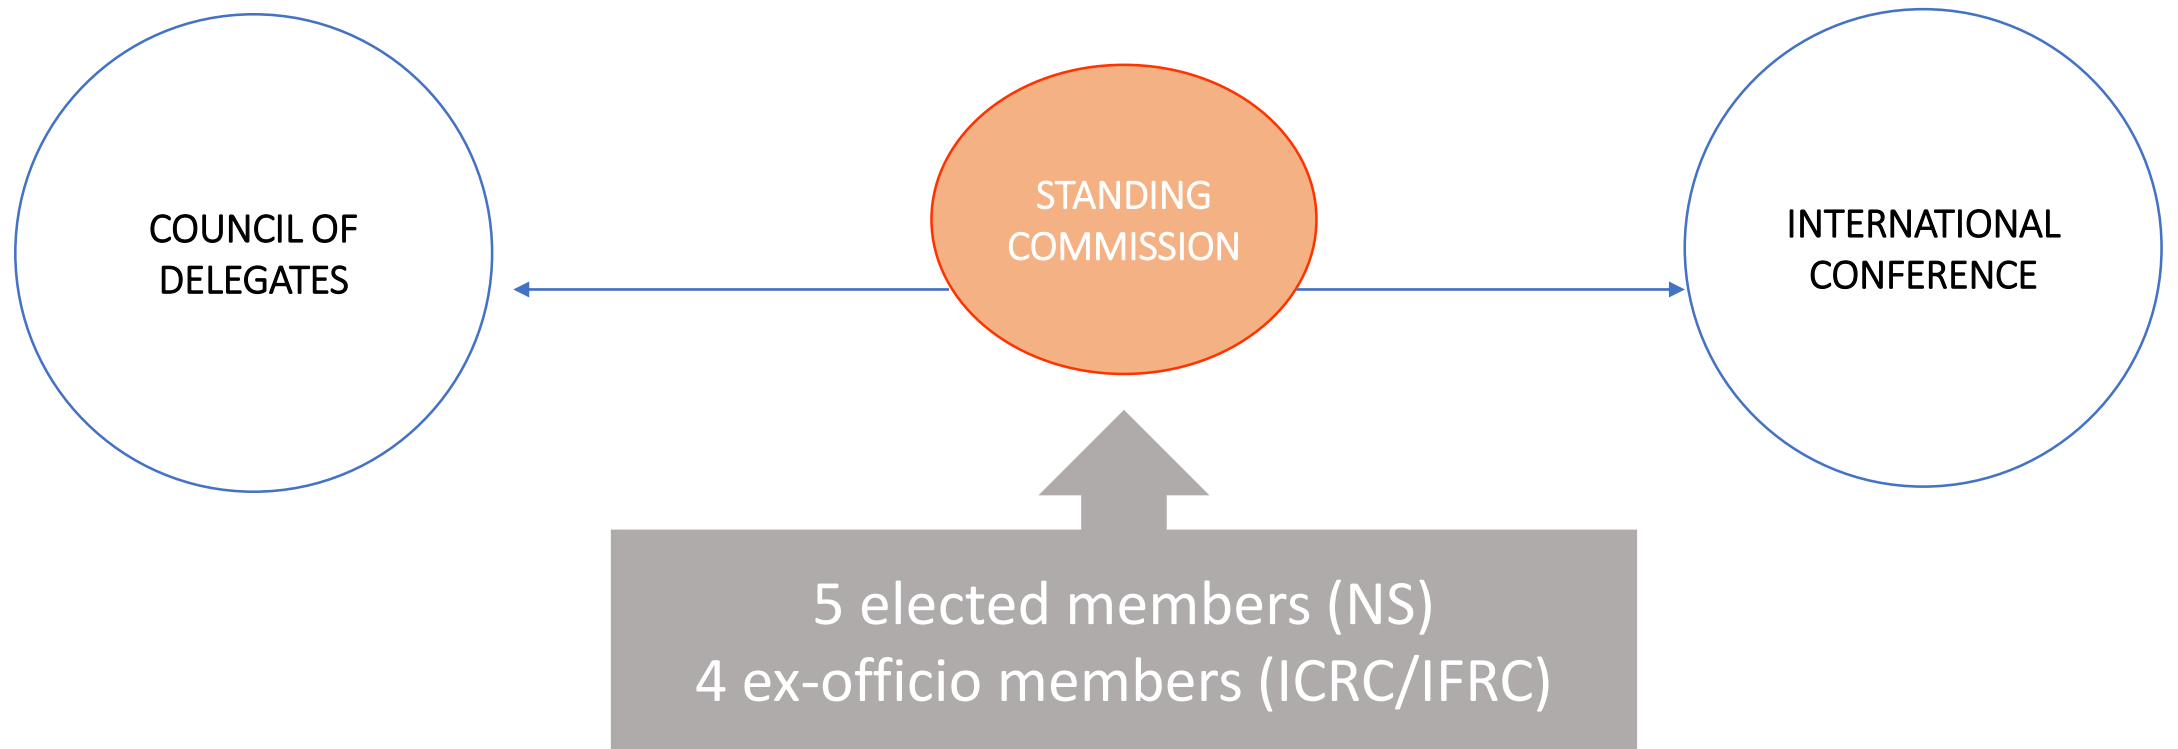 COUNCIL OF
DELEGATES
STANDING
COMMISSION
INTERNATIONAL
CONFERENCE
5 elected members (NS)
4 ex-officio members (ICRC/IFRC)